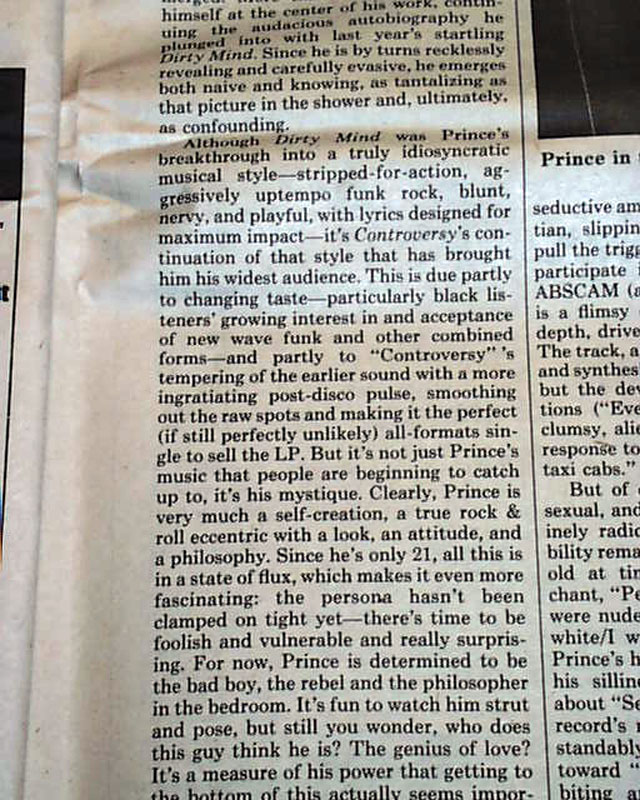 merged.
himself at the center of his work, contin-
uing the audacious autobiography he
plunged into with last year's startling
Dirty Mind. Since he is by turns recklessly
revealing and carefully evasive, he emerges
both naive and knowing, as tantalizing as
that picture in the shower and, ultimately,
as confounding.
Although Dirty Mind was Prince's
breakthrough into a truly idiosyncratic
musical style—stripped-for-action, ag-
gressively uptempo funk rock, blunt,
nervy, and playful, with lyrics designed for
maximum impact—it's Controversy's con-
tinuation of that style that has brought
him his widest audience. This is due partly
to changing taste—particularly black lis-
teners' growing interest in and acceptance
of new wave funk and other combined
forms—and partly to "Controversy" 's
tempering of the earlier sound with a more
ingratiating post-disco pulse, smoothing
out the raw spots and making it the perfect
(if still perfectly unlikely) all-formats sin-
gle to sell the LP. But it's not just Prince's
music that people are beginning to catch
up to, it's his mystique. Clearly, Prince is
very much a self-creation, a true rock &
roll eccentric with a look, an attitude, and
a philosophy. Since he's only 21, all this is
in a state of flux, which makes it even more
fascinating: the persona hasn't been
clamped on tight yet—there's time to be
foolish and vulnerable and really surpris-
ing. For now, Prince is determined to be
the bad boy, the rebel and the philosopher
in the bedroom. It's fun to watch him strut
and pose, but still you wonder, who does
this guy think he is? The genius of love?
It's a measure of his power that getting to
the bottom of this actually seems impor-
Prince in
seductive am
tian, slippin
pull the trigg
participate
ABSCAM (a
is a flimsy
depth, drive
The track, a
and synthes
but the dev
tions ("Eve
clumsy, alie
response to
taxi cabs."
But of
sexual, and
inely radic
bility rema
old at tin
chant, "Pe
were nude
white/I w
Prince's h
his silline
about "Se
record's
standably
toward "
biting a